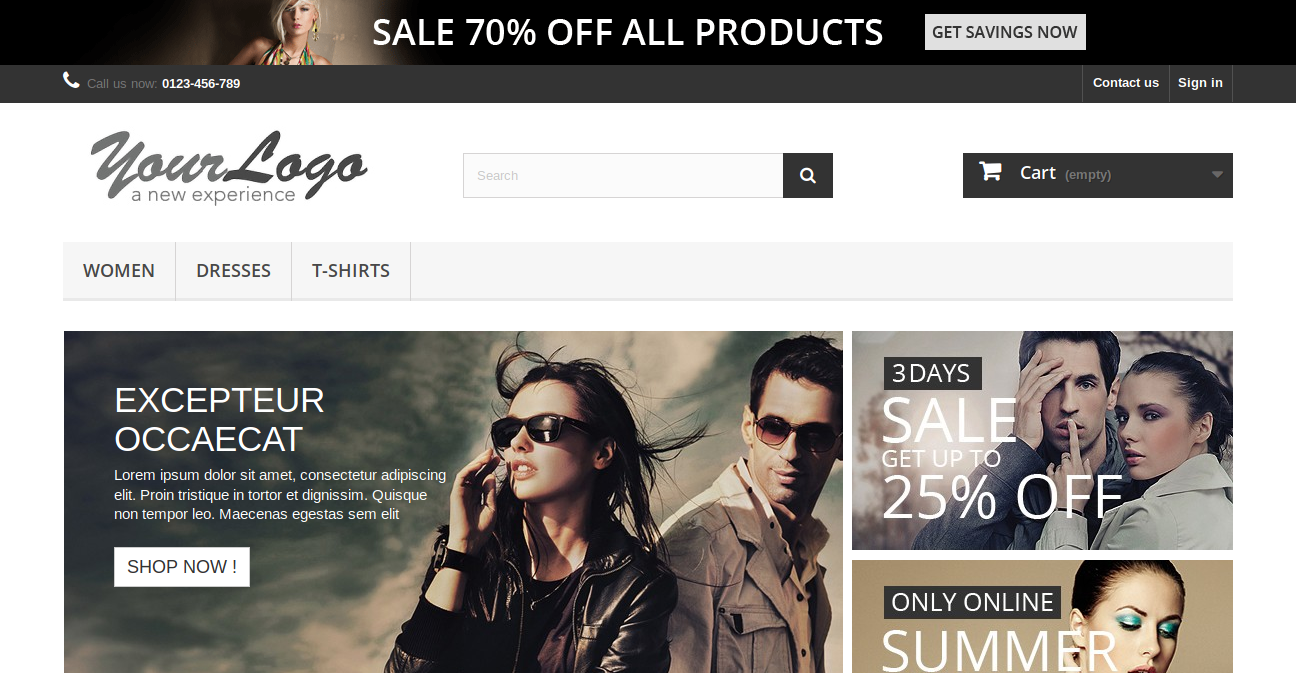 SALE 70% OFF ALL PRODUCTS
GET SAVINGS NOW
Call us now: 0123-456-789
Contact us
Sign in
Your Logo
a new experience
Search
Cart (empty)
WOMEN
DRESSES
T-SHIRTS
EXCEPTEUR
OCCAECAT
Lorem ipsum dolor sit amet, consectetur adipiscing
elit. Proin tristique in tortor et dignissim. Quisque
non tempor leo. Maecenas egestas sem elit
SHOP NOW !
3 DAYS
SALE
GET UP TO
25% OFF
ONLY ONLINE
SUMMER